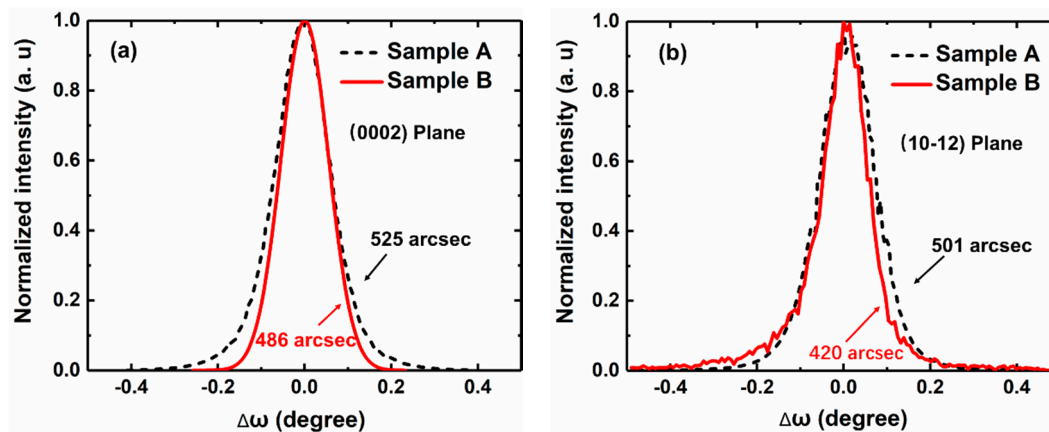 (a)
Sample A
Sample B
(0002) Plane
525 arcsec
486 arcsec
Normalized intensity (a. u)
1.0
0.8
0.6
0.4
0.2
0.0
-0.4
-0.2
0.0
0.2
0.4
Δω (degree)
(b)
Sample A
Sample B
(10-12) Plane
501 arcsec
420 arcsec
Normalized intensity (a. u)
1.0
0.8
0.6
0.4
0.2
0.0
-0.4
-0.2
0.0
0.2
0.4
Δω (degree)